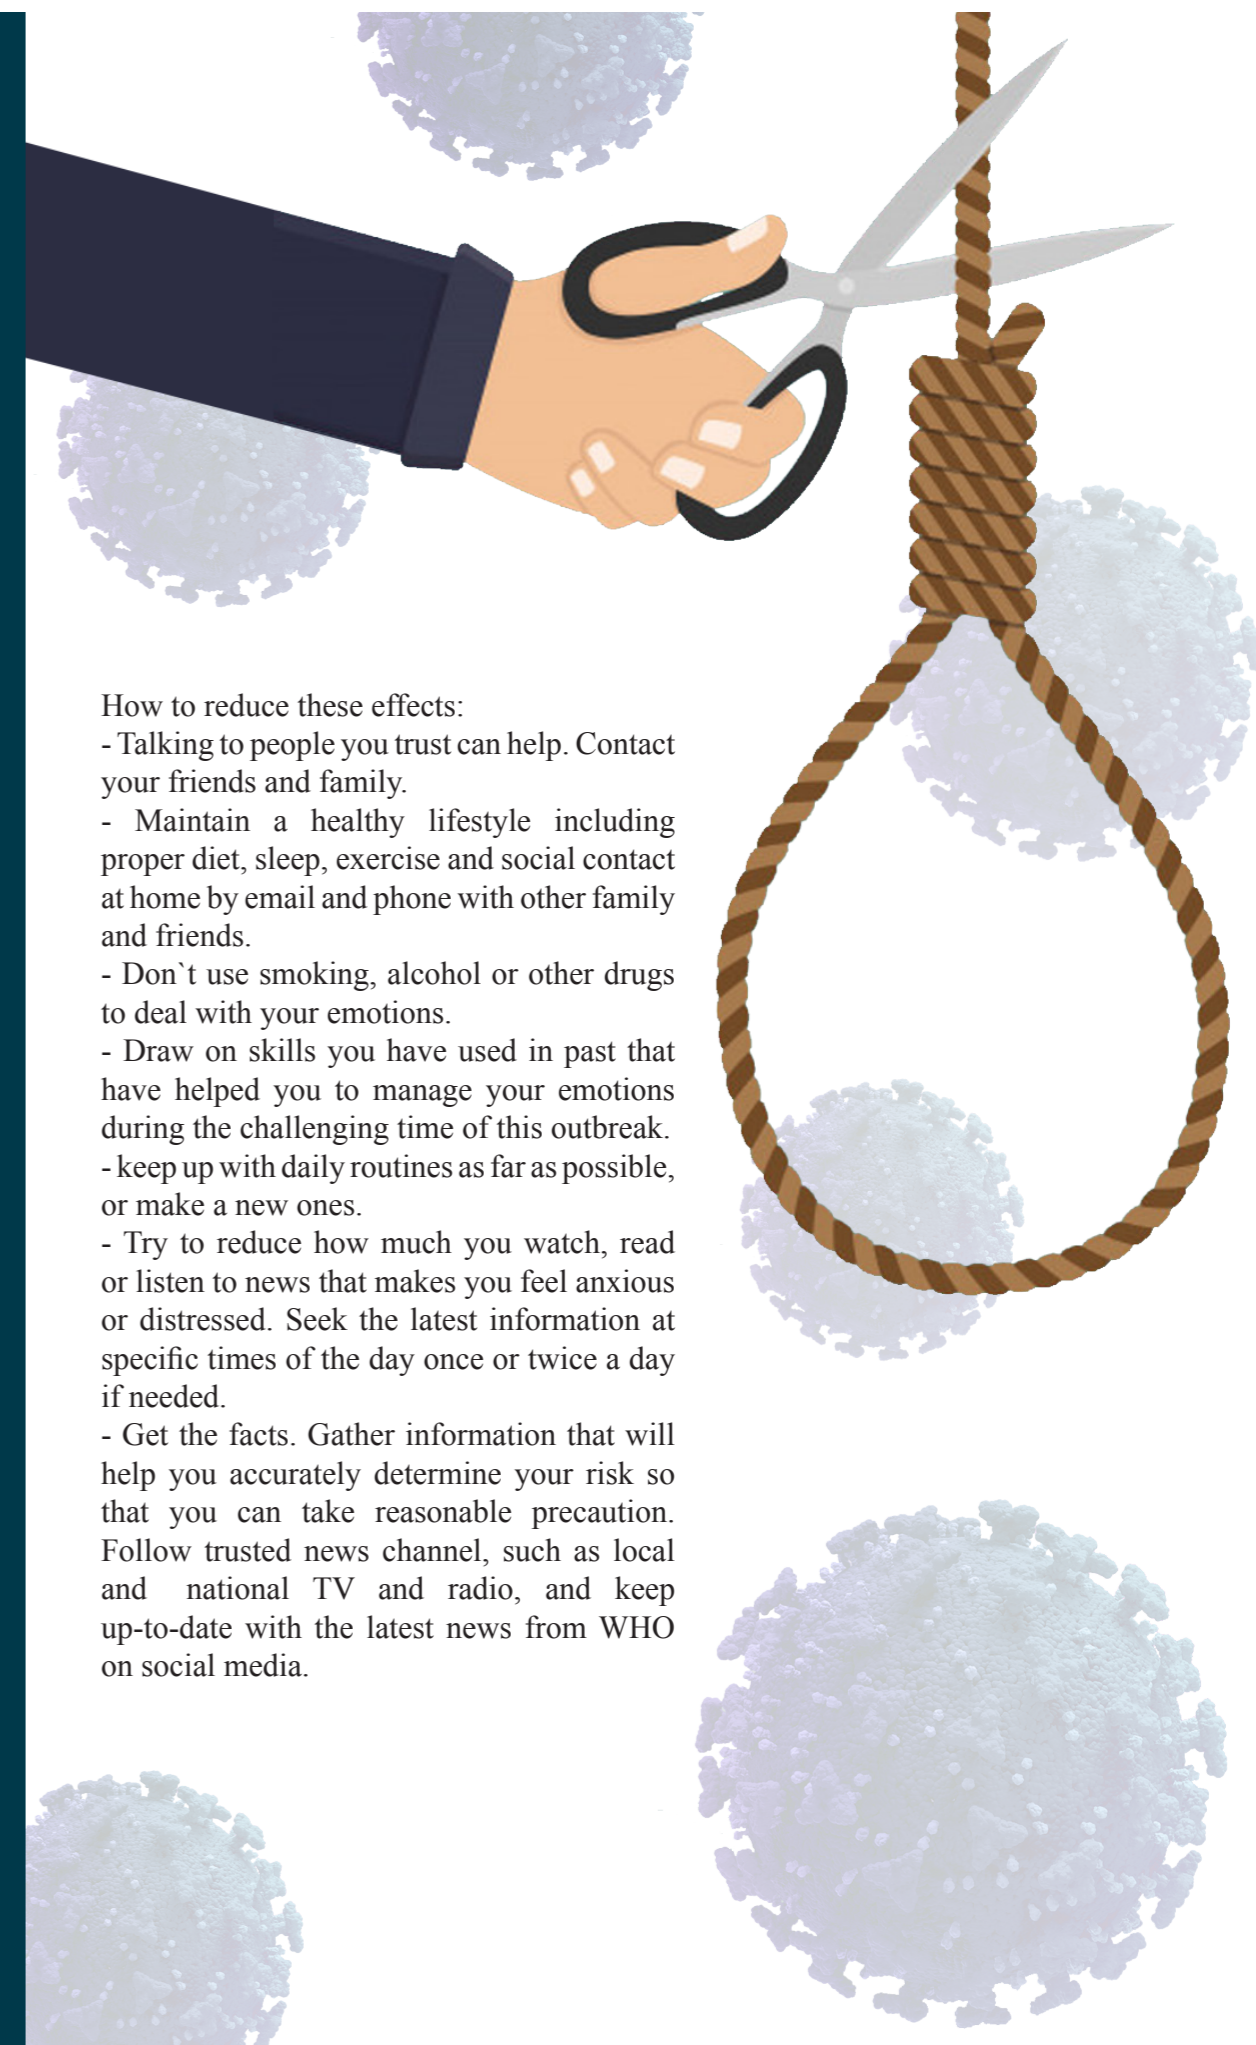 How to reduce these effects:
- Talking to people you trust can help. Contact
your friends and family.
- Maintain a healthy lifestyle including
proper diet, sleep, exercise and social contact
at home by email and phone with other family
and friends.
- Don`t use smoking, alcohol or other drugs
to deal with your emotions.
- Draw on skills you have used in past that
have helped you to manage your emotions
during the challenging time of this outbreak.
- keep up with daily routines as far as possible,
or make a new ones.
- Try to reduce how much you watch, read
or listen to news that makes you feel anxious
or distressed. Seek the latest information at
specific times of the day once or twice a day
if needed.
- Get the facts. Gather information that will
help you accurately determine your risk so
that you can take reasonable precaution.
Follow trusted news channel, such as local
and national TV and radio, and keep
up-to-date with the latest news from WHO
on social media.